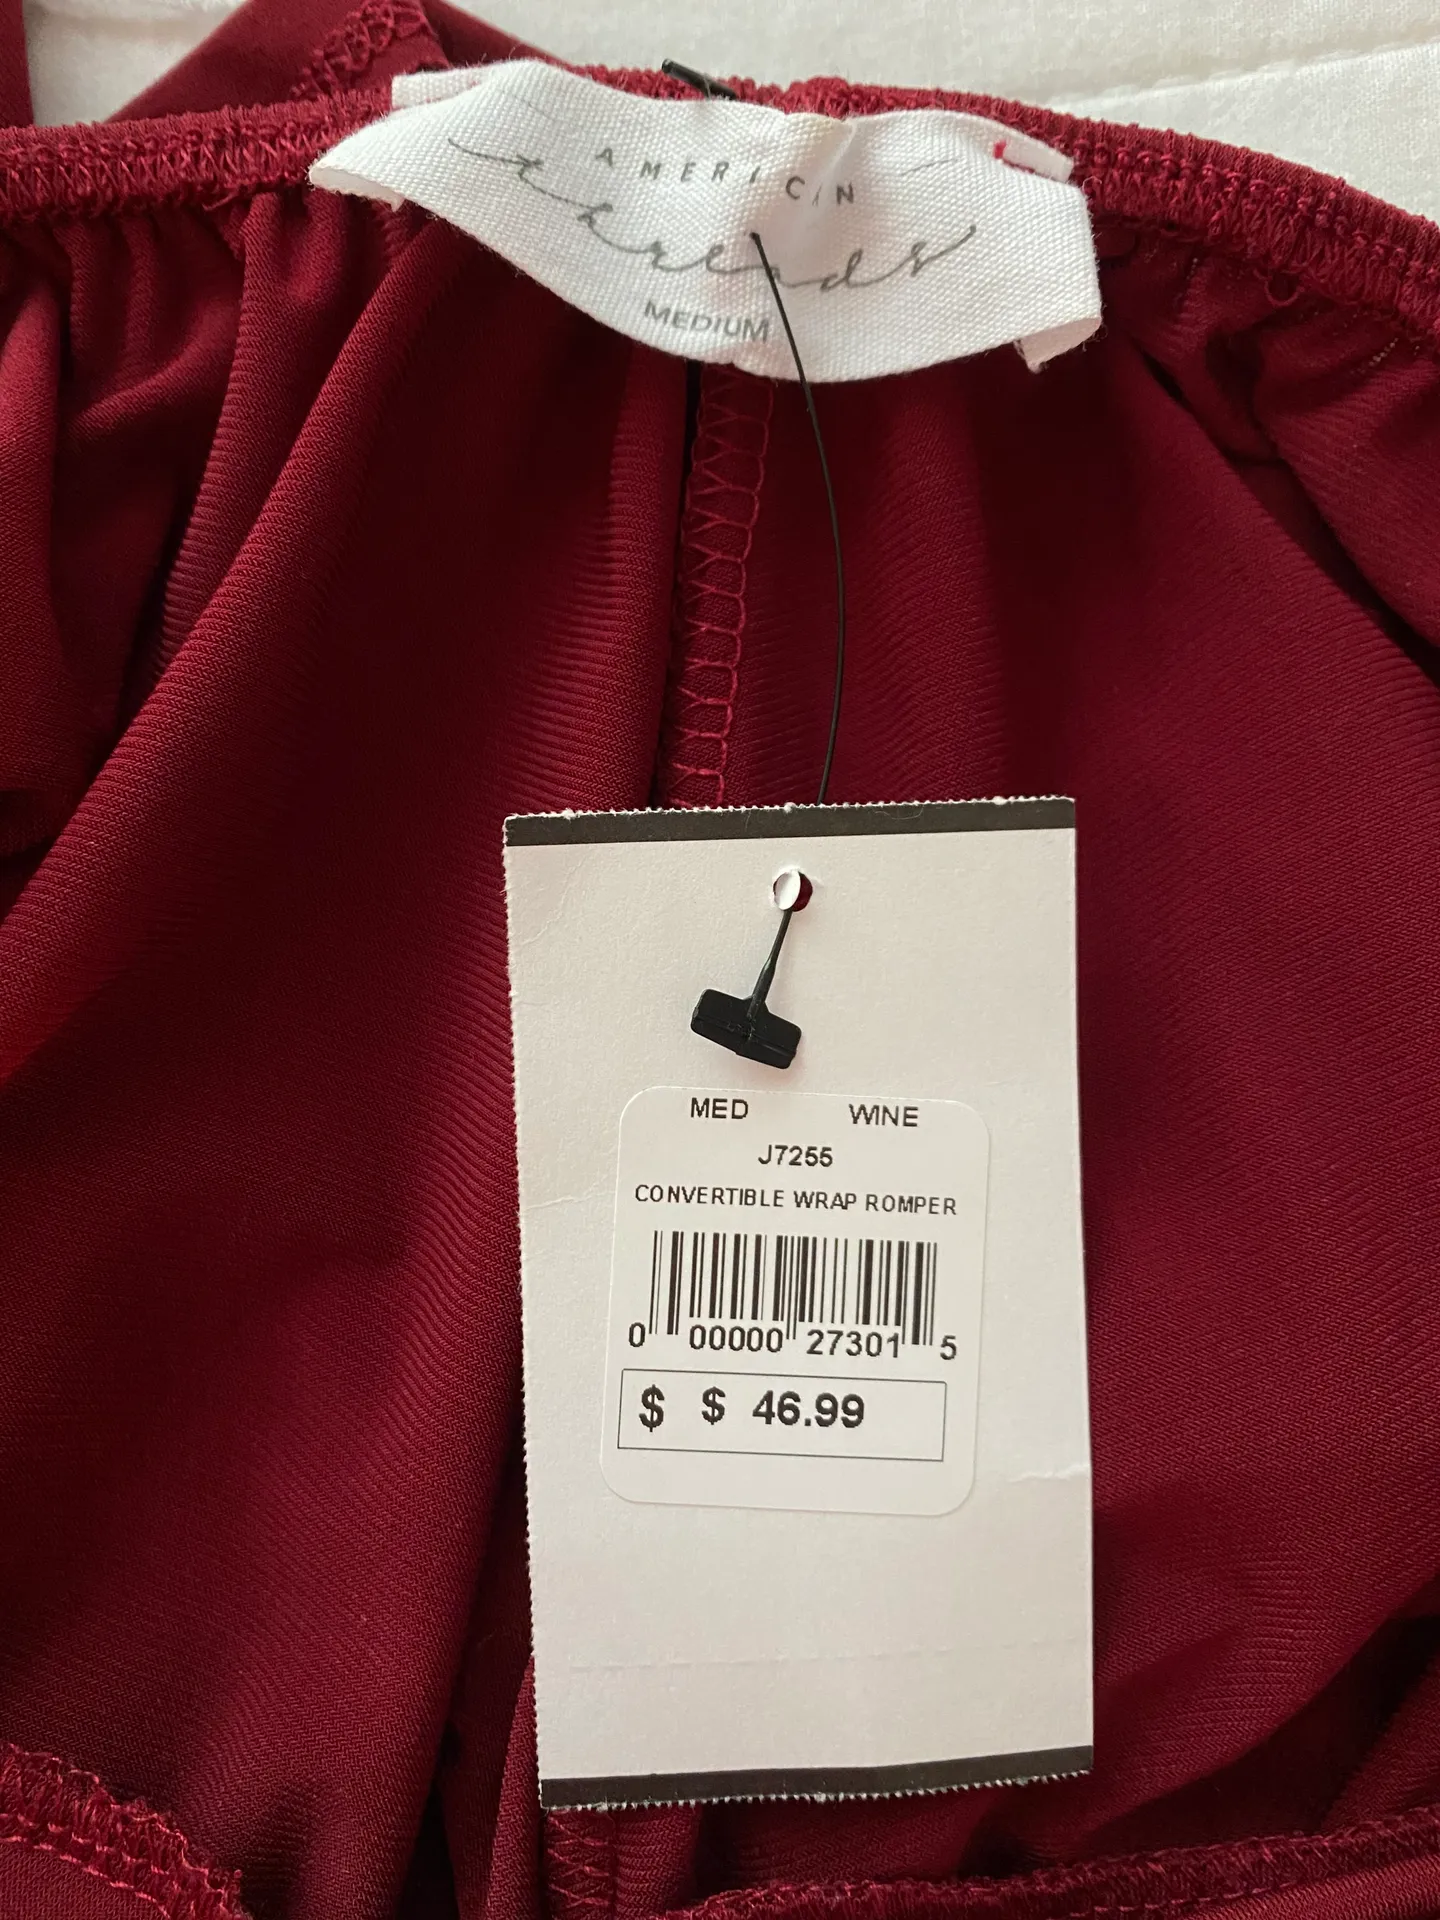 AMERICAN
threads
MEDIUM
MED WINE
J7255
CONVERTIBLE WRAP ROMPER
0 00000 27301 5
$ $ 46.99